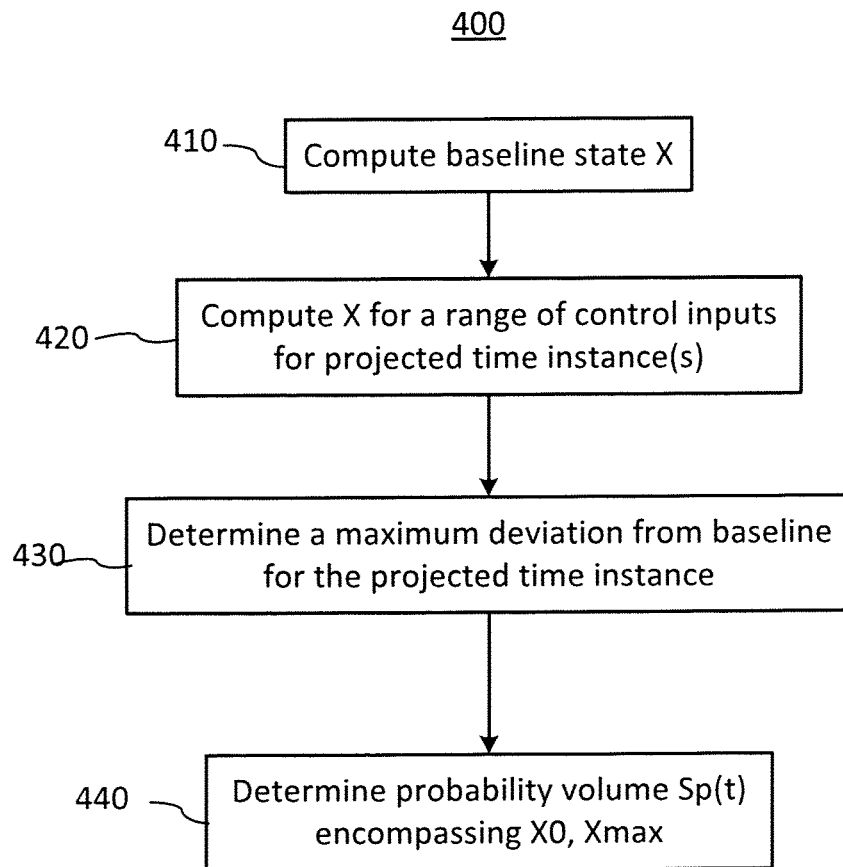 400
410
Compute baseline state X
420
Compute X for a range of control inputs
for projected time instance(s)
430
Determine a maximum deviation from baseline
for the projected time instance
440
Determine probability volume Sp(t)
encompassing X0, Xmax